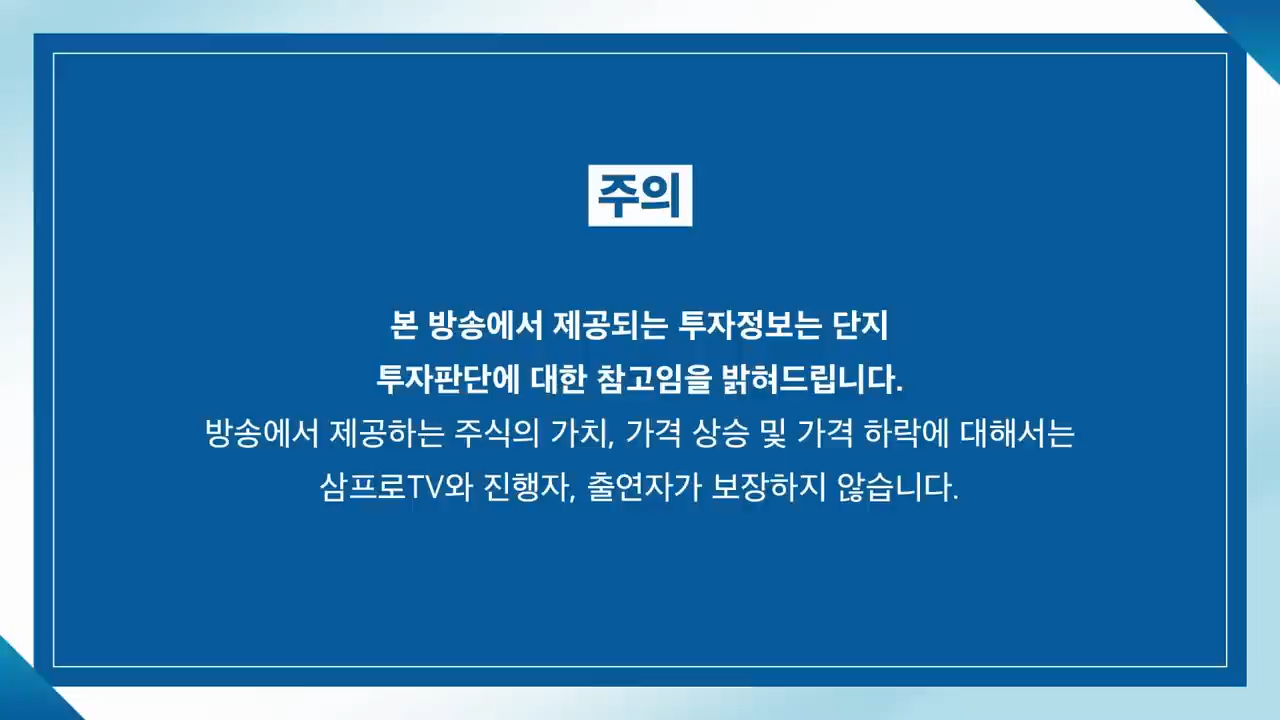 주의
본 방송에서 제공되는 투자정보는 단지
투자판단에 대한 참고임을 밝혀드립니다.
방송에서 제공하는 주식의 가치, 가격 상승 및 가격 하락에 대해서는
삼프로TV와 진행자, 출연자가 보장하지 않습니다.